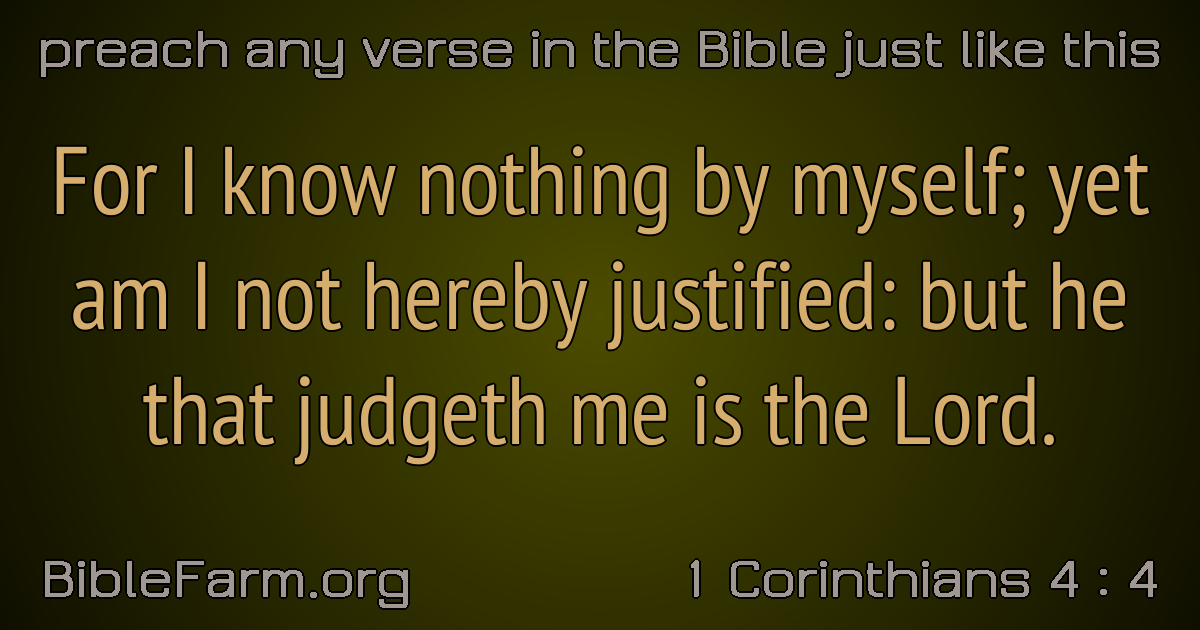 preach any verse in the Bible just like this
For I know nothing by myself; yet
am I not hereby justified: but he
that judgeth me is the Lord.
BibleFarm.org
1 Corinthians 4 : 4